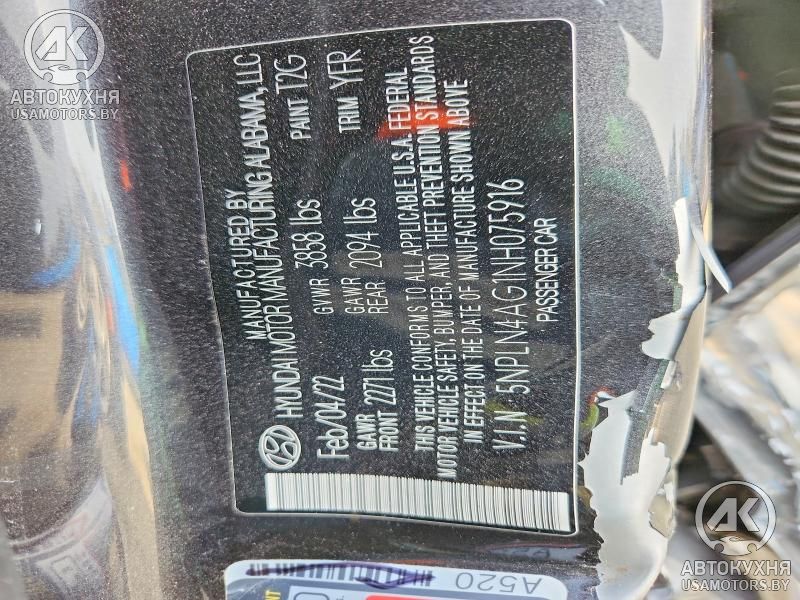 MANUFACTURED BY
HYUNDAI MOTOR MANUFACTURING ALABAMA, LLC
Feb/04/22 GVWR 3858 lbs PAINT T2G
GAWR FRONT 2271 lbs GAWR REAR 2094 lbs TRIM YFR
THIS VEHICLE CONFORMS TO ALL APPLICABLE U.S.A. FEDERAL
MOTOR VEHICLE SAFETY, BUMPER, AND THEFT PREVENTION STANDARDS
IN EFFECT ON THE DATE OF MANUFACTURE SHOWN ABOVE
V.I.N 5NPLN4AG1NH075916
PASSENGER CAR
A520
АК
АВТОКУХНЯ
USAMOTORS.BY
АК
АВТОКУХНЯ
USAMOTORS.BY